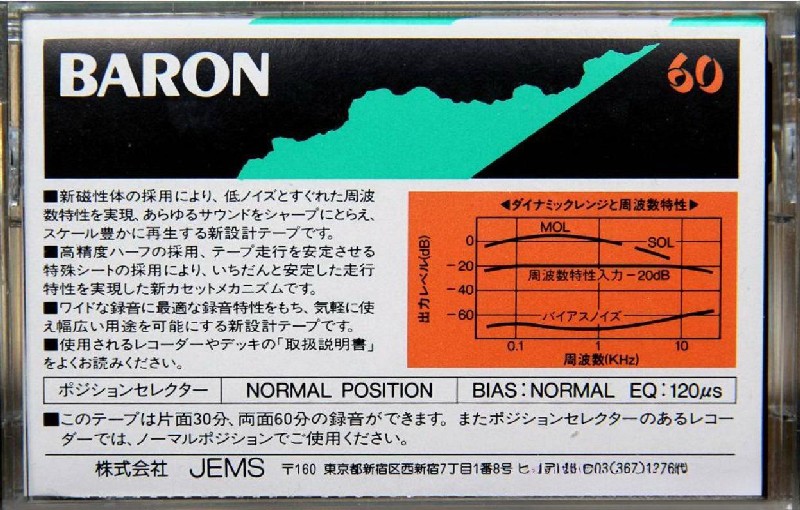 BARON
60
■新磁性体の採用により、低ノイズとすぐれた周波
数特性を実現、あらゆるサウンドをシャープにとらえ、
スケール豊かに再生する新設計テープです。
■高精度ハーフの採用、テープ走行を安定させる
特殊シートの採用により、いちだんと安定した走行
特性を実現した新カセットメカニズムです。
■ワイドな録音に最適な録音特性をもち、気軽に使
え幅広い用途を可能にする新設計テープです。
■使用されるレコーダーやデッキの「取扱説明書」
をよくお読みください。
◀ダイナミックレンジと周波数特性▶
MOL
SOL
周波数特性入力−20dB
バイアスノイズ
出力レベル(dB)
0
−20
−40
−60
0.1 1 10
周波数(KHz)
ポジションセレクター NORMAL POSITION BIAS:NORMAL EQ:120μs
■このテープは片面30分、両面60分の録音ができます。またポジションセレクターのあるレコー
ダーでは、ノーマルポジションでご使用ください。
株式会社 JEMS 〒160 東京都新宿区西新宿7丁目1番8号 03(367)1276代